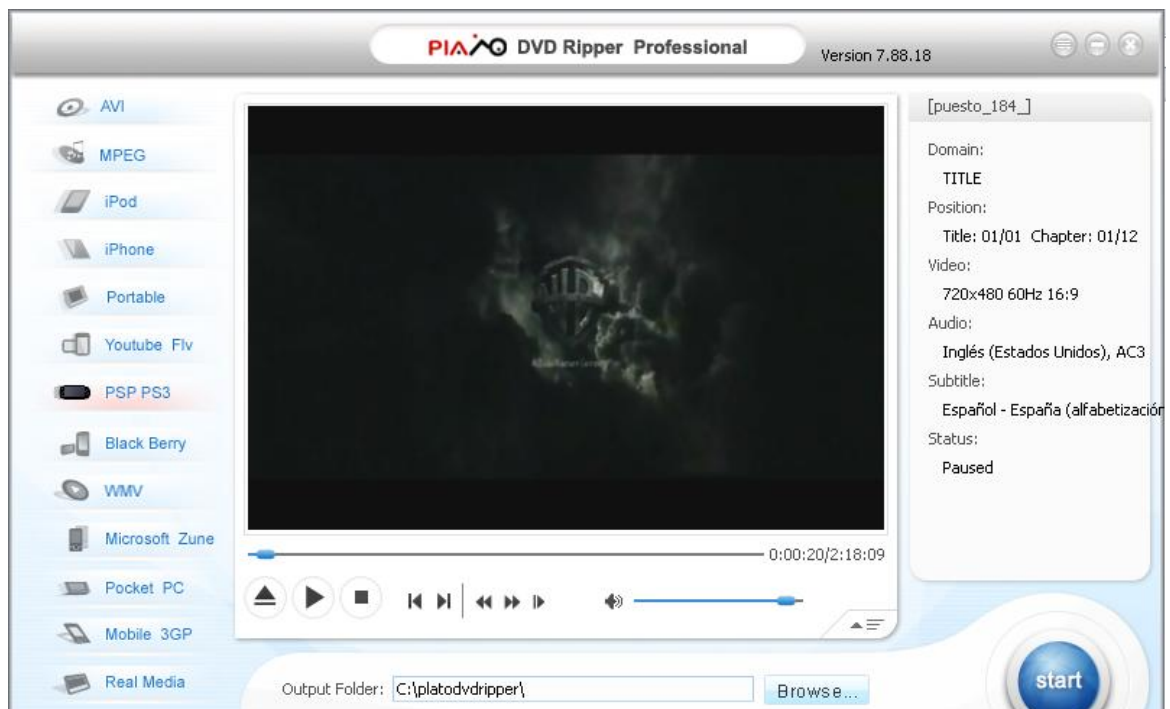 PLATO DVD Ripper Professional
Version 7.88.18
AVI
MPEG
iPod
iPhone
Portable
Youtube Flv
PSP PS3
Black Berry
WMV
Microsoft Zune
Pocket PC
Mobile 3GP
Real Media
0:00:20/2:18:09
Output Folder: C:\platodvdripper\ Browse...
[puesto_184_]
Domain:
TITLE
Position:
Title: 01/01 Chapter: 01/12
Video:
720x480 60Hz 16:9
Audio:
Inglés (Estados Unidos), AC3
Subtitle:
Español - España (alfabetización
Status:
Paused
start